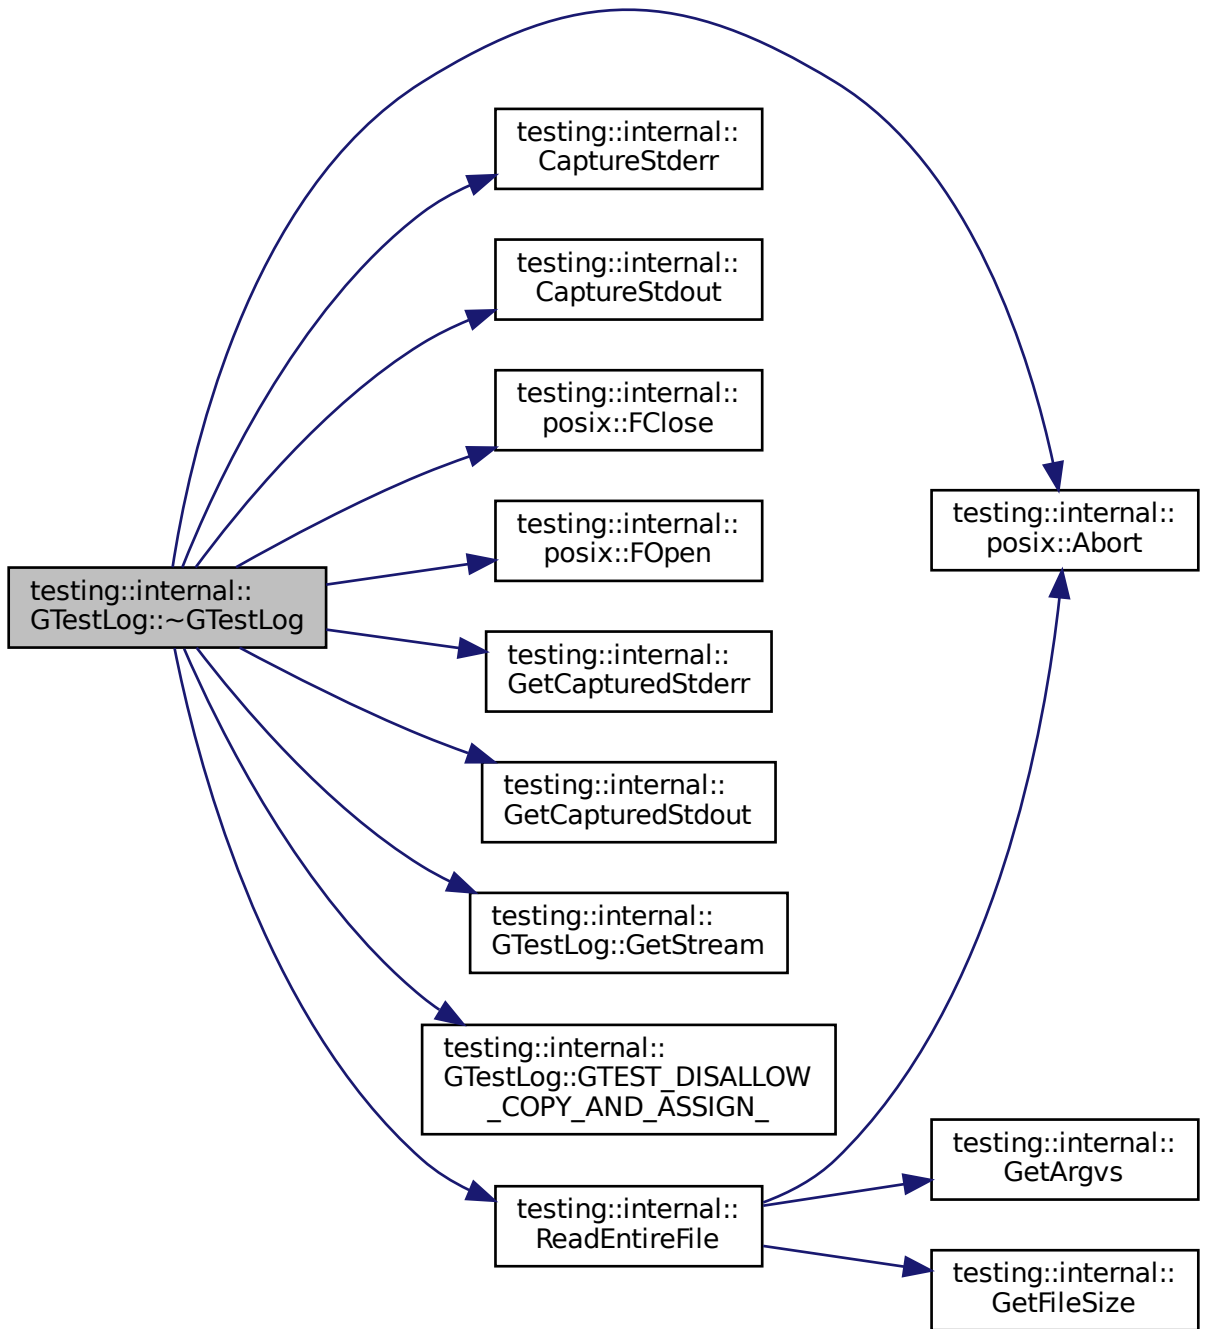 testing::internal::
CaptureStderr
testing::internal::
CaptureStdout
testing::internal::
posix::FClose
testing::internal::
posix::FOpen
testing::internal::
posix::Abort
testing::internal::
GTestLog::~GTestLog
testing::internal::
GetCapturedStderr
testing::internal::
GetCapturedStdout
testing::internal::
GTestLog::GetStream
testing::internal::
GTestLog::GTEST_DISALLOW
_COPY_AND_ASSIGN_
testing::internal::
GetArgvs
testing::internal::
ReadEntireFile
testing::internal::
GetFileSize